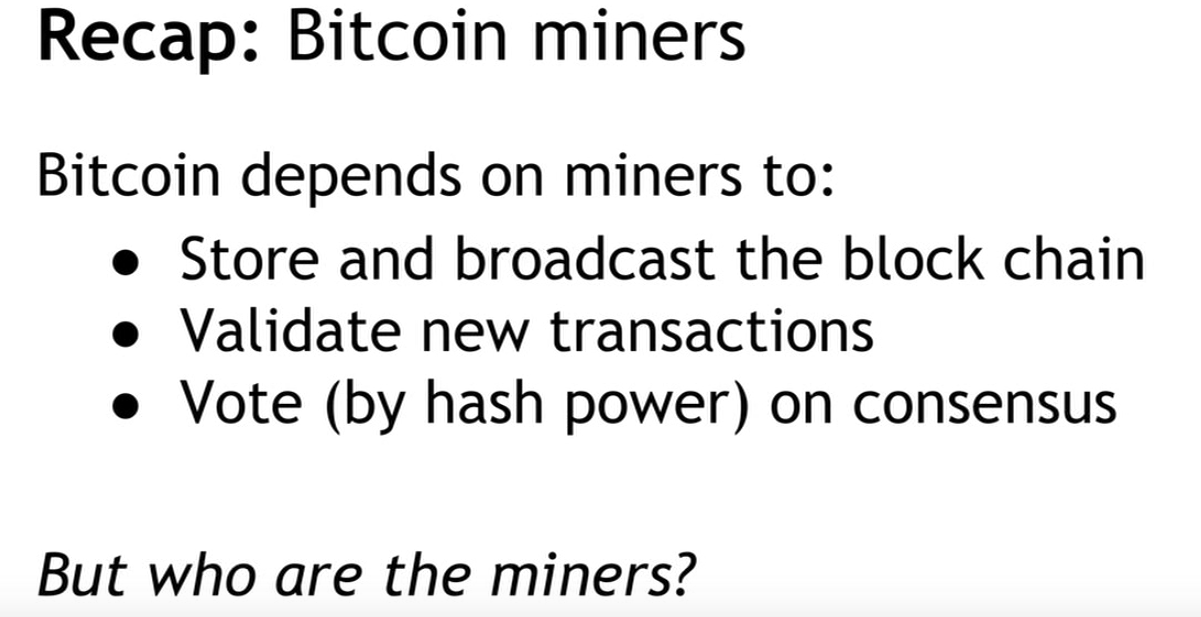 Recap: Bitcoin miners
Bitcoin depends on miners to:
● Store and broadcast the block chain
● Validate new transactions
● Vote (by hash power) on consensus
But who are the miners?